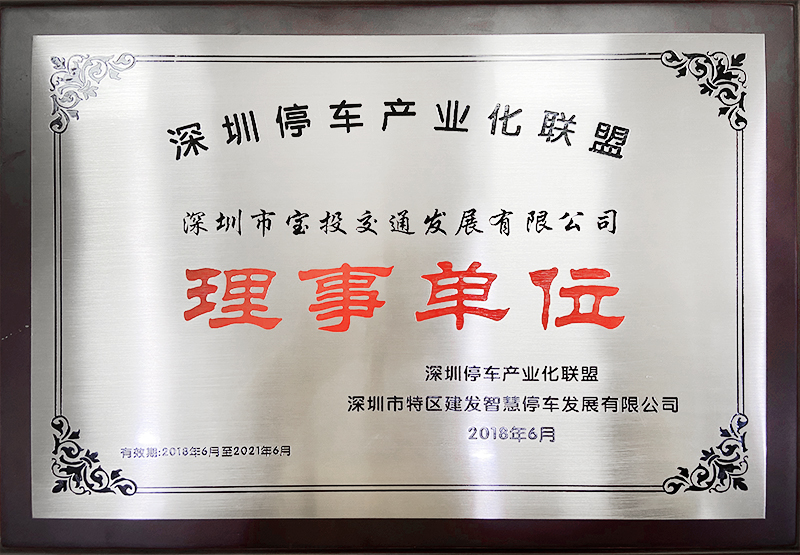 深圳停车产业化联盟
深圳市宝投交通发展有限公司
理事单位
深圳停车产业化联盟
深圳市特区建发智慧停车发展有限公司
2018年6月
有效期:2018年6月至2021年6月